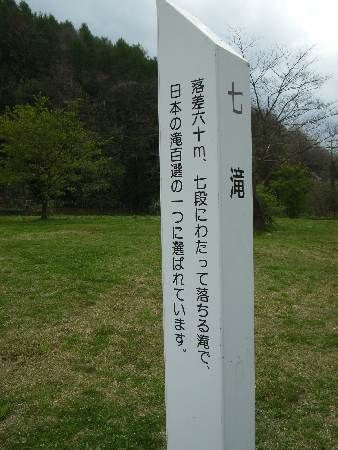 七滝
落差六十m、七段にわたって落ちる滝で、
日本の滝百選の一つに選ばれています。